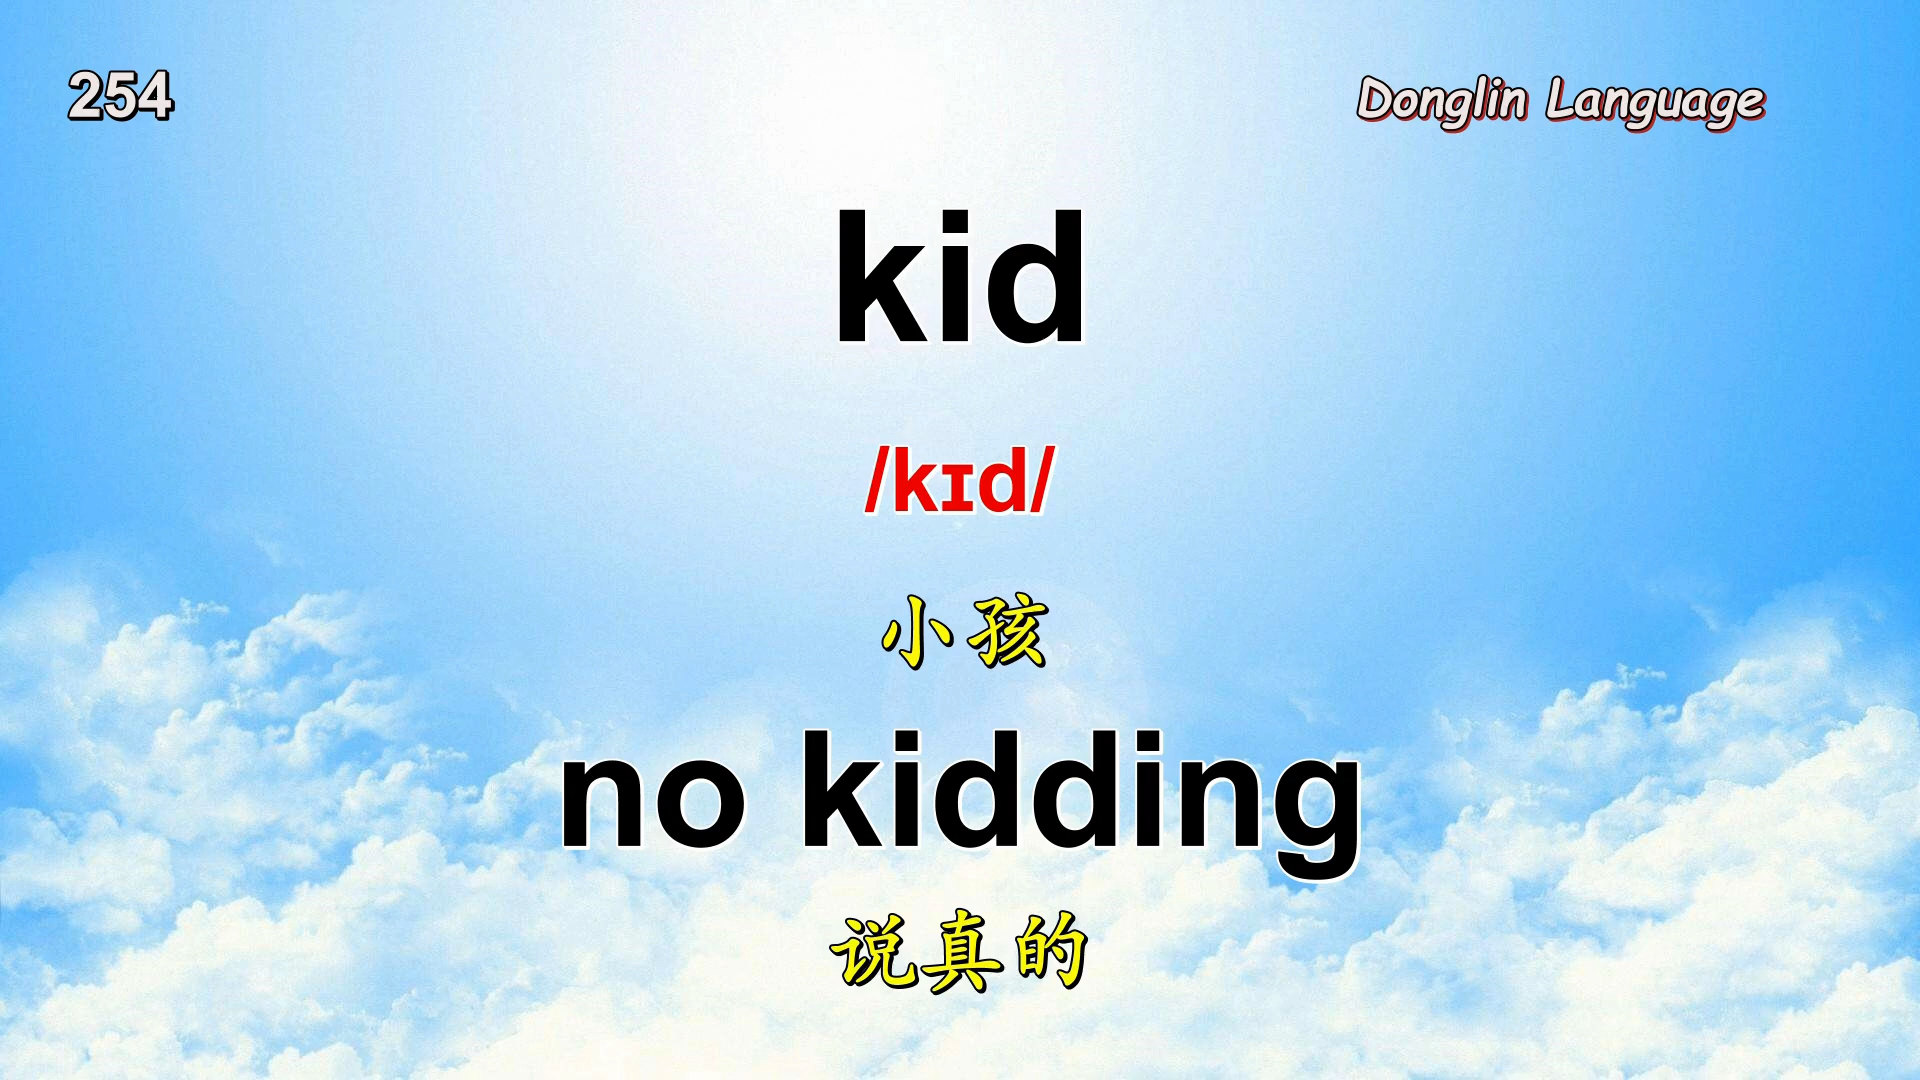 254
Donglin Language
kid
/kɪd/
小孩
no kidding
说真的